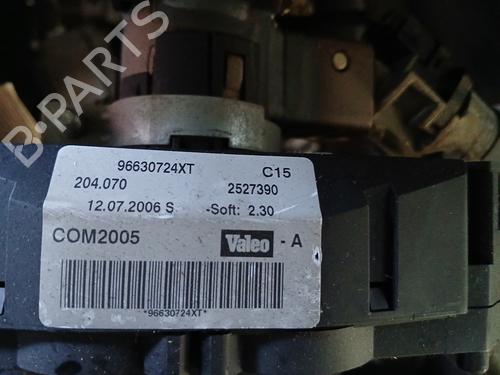 B-PARTS
96630724XT C15
204.070 2527390
12.07.2006 S -Soft: 2.30
COM2005 Valeo - A
*96630724XT*